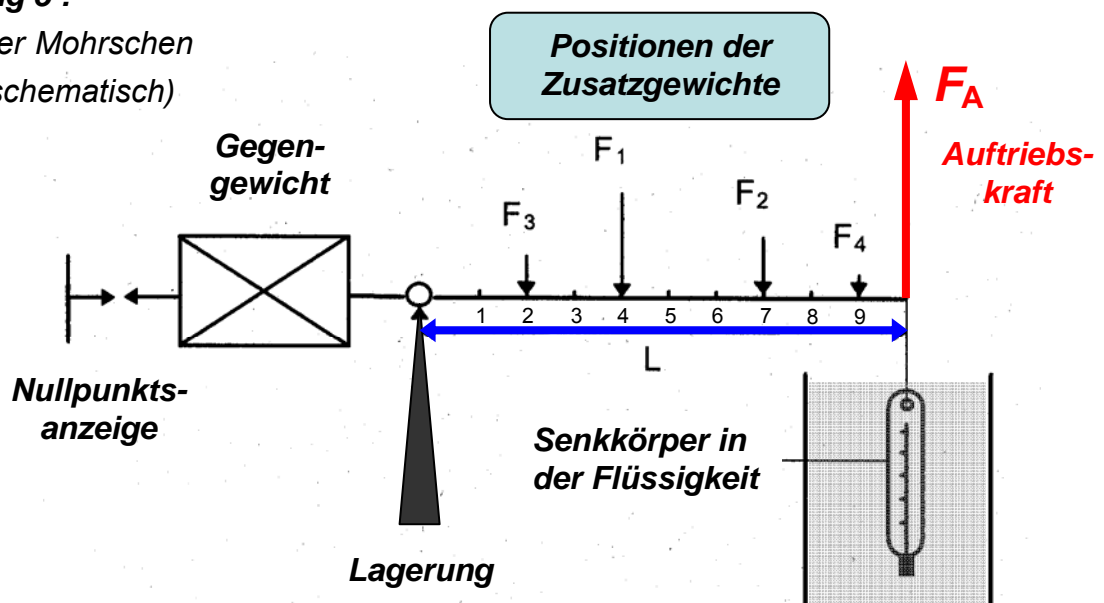 er Mohrschen
schematisch)
Positionen der
Zusatzgewichte
F_A
Auftriebs-
kraft
Gegen-
gewicht
F₁
F₂
F₃
F₄
1 2 3 4 5 6 7 8 9
L
Nullpunkts-
anzeige
Senkkörper in
der Flüssigkeit
Lagerung